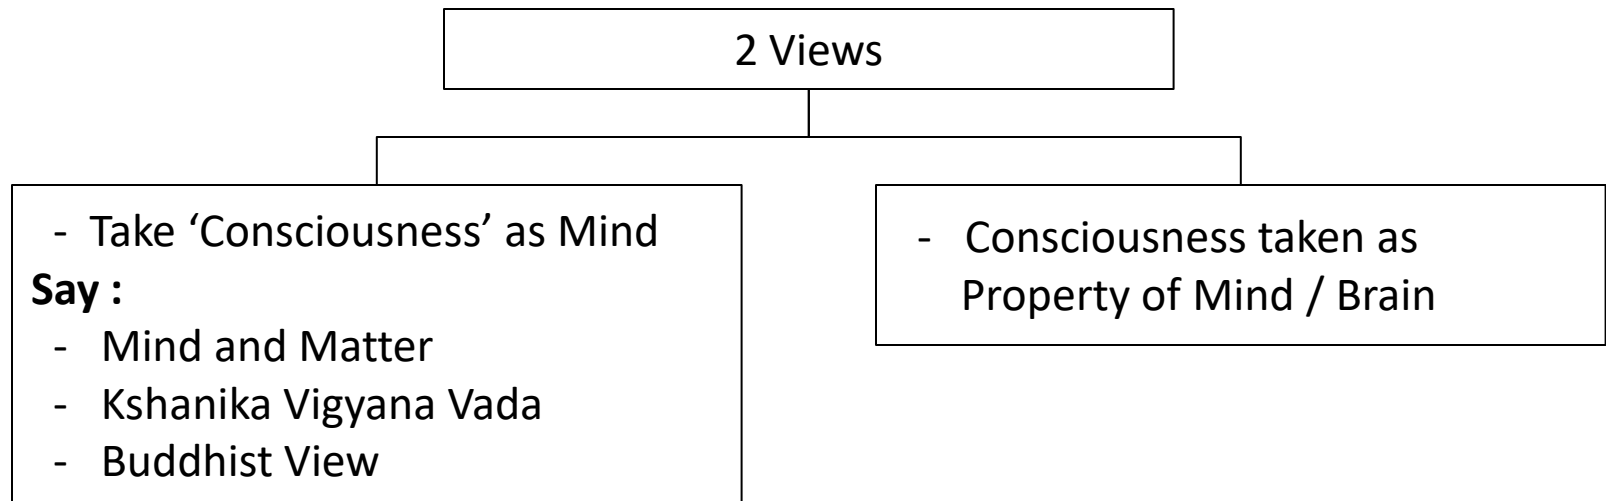 2 Views
- Take ‘Consciousness’ as Mind
Say :
- Mind and Matter
- Kshanika Vigyana Vada
- Buddhist View
- Consciousness taken as
Property of Mind / Brain